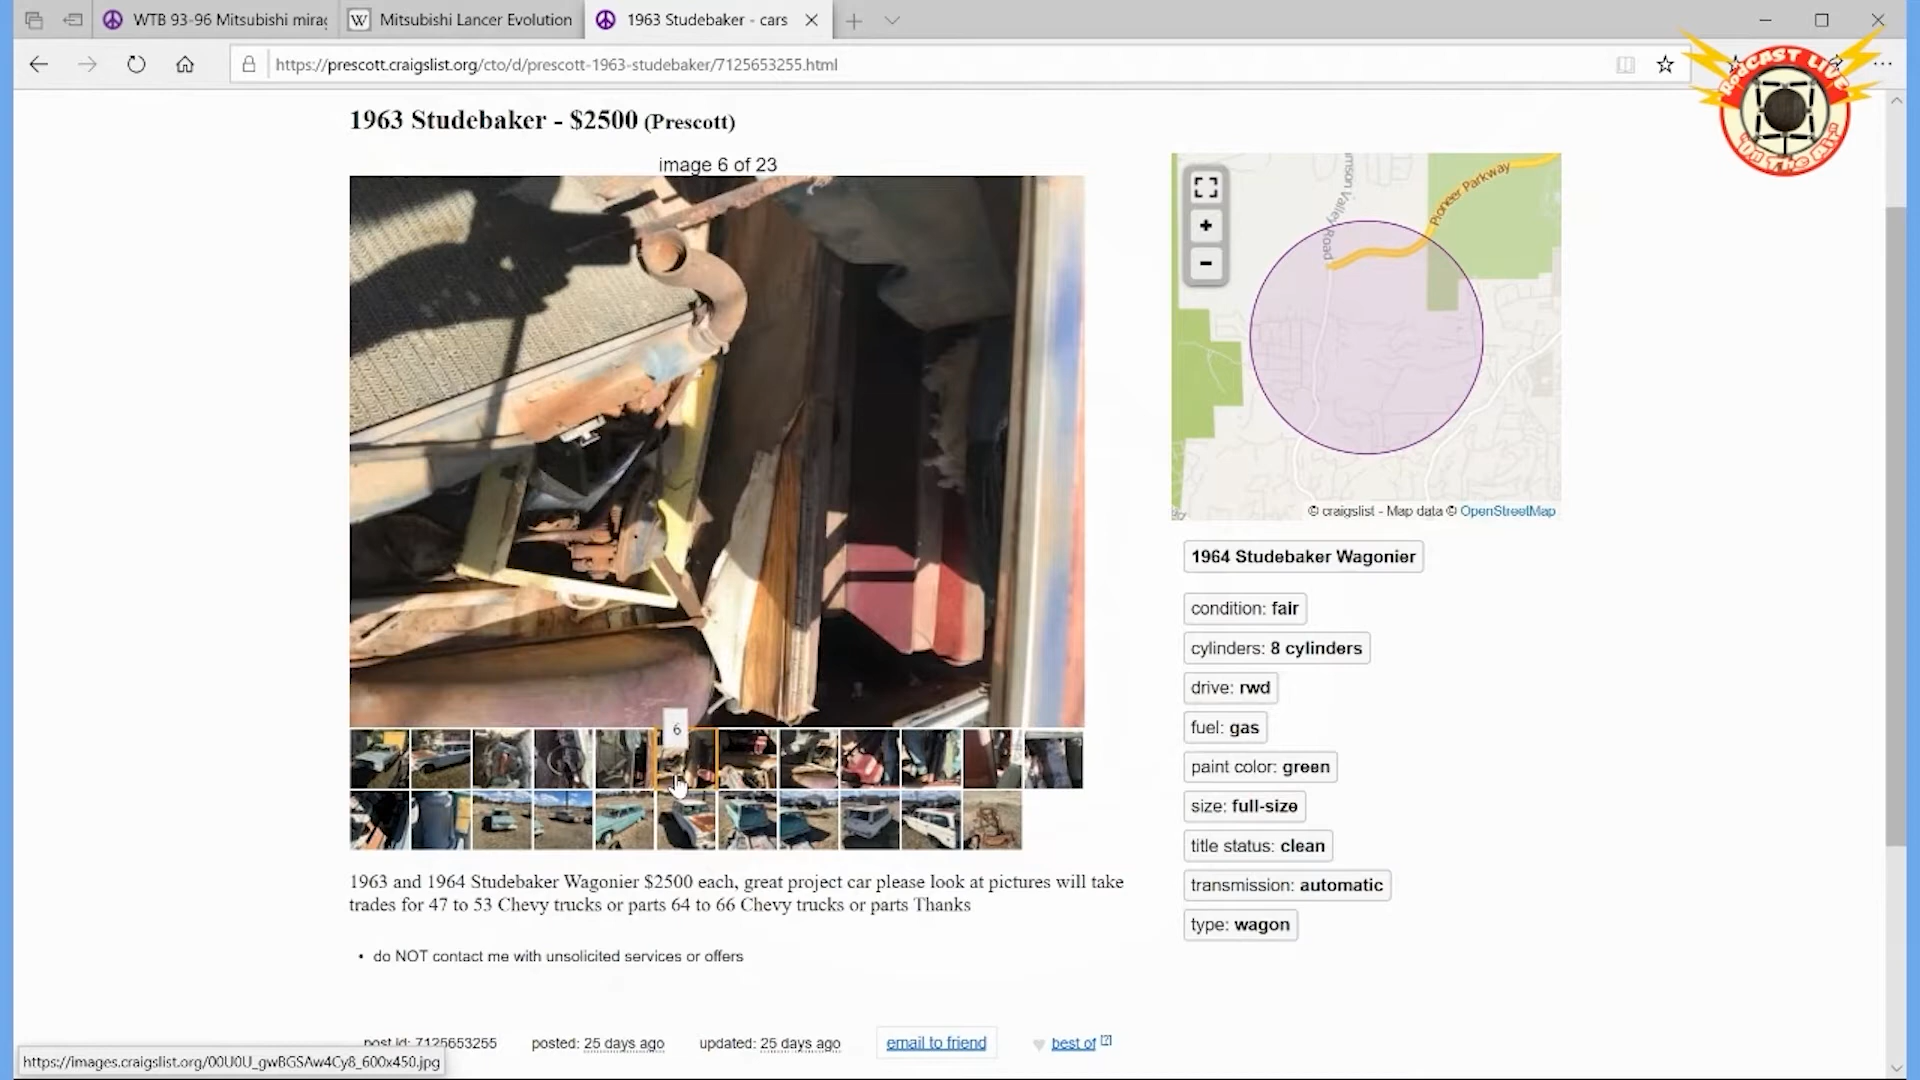 WTB 93-96 Mitsubishi mira
W Mitsubishi Lancer Evolution
1963 Studebaker - cars
https://prescott.craigslist.org/cto/d/prescott-1963-studebaker/7125653255.html
RODCAST LIVE
"In The Air"
1963 Studebaker - $2500 (Prescott)
image 6 of 23
6
mson Valley Road
Pioneer Parkway
© craigslist - Map data © OpenStreetMap
1964 Studebaker Wagonier
condition: fair
cylinders: 8 cylinders
drive: rwd
fuel: gas
paint color: green
size: full-size
title status: clean
transmission: automatic
type: wagon
1963 and 1964 Studebaker Wagonier $2500 each, great project car please look at pictures will take
trades for 47 to 53 Chevy trucks or parts 64 to 66 Chevy trucks or parts Thanks
• do NOT contact me with unsolicited services or offers
post id: 7125653255
posted: 25 days ago
updated: 25 days ago
email to friend
best of [?]
https://images.craigslist.org/00U0U_gwBGSAw4Cy8_600x450.jpg